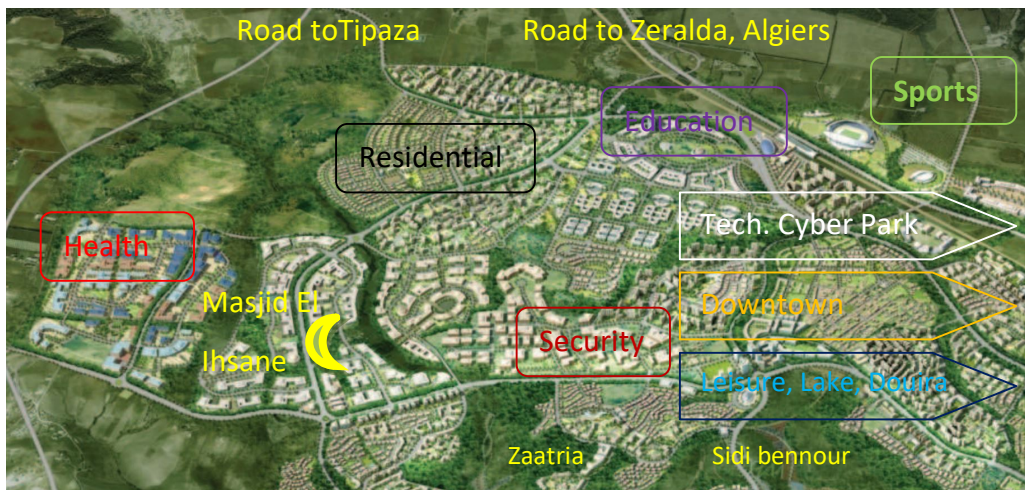 Road toTipaza
Road to Zeralda, Algiers
Sports
Education
Residential
Tech. Cyber Park
Health
Downtown
Masjid El
Ihsane
Security
Leisure, Lake, Douira
Zaatria
Sidi bennour